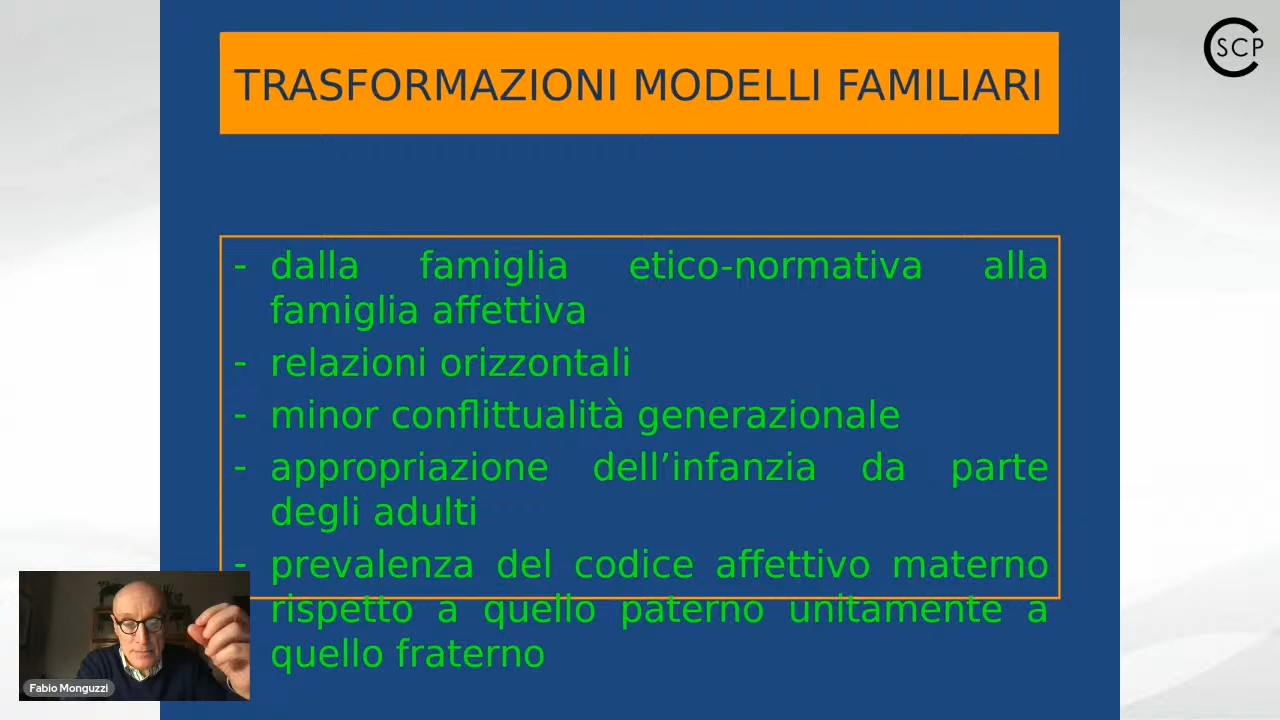 SCP
TRASFORMAZIONI MODELLI FAMILIARI
- dalla famiglia etico-normativa alla
famiglia affettiva
- relazioni orizzontali
- minor conflittualità generazionale
- appropriazione dell’infanzia da parte
degli adulti
- prevalenza del codice affettivo materno
rispetto a quello paterno unitamente a
quello fraterno
Fabio Monguzzi